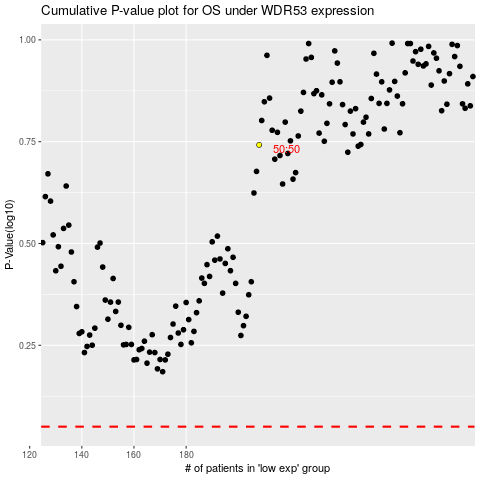 Cumulative P-value plot for OS under WDR53 expression
1.00
0.75
0.50
0.25
P-Value(log10)
50:50
120 140 160 180
# of patients in 'low exp' group